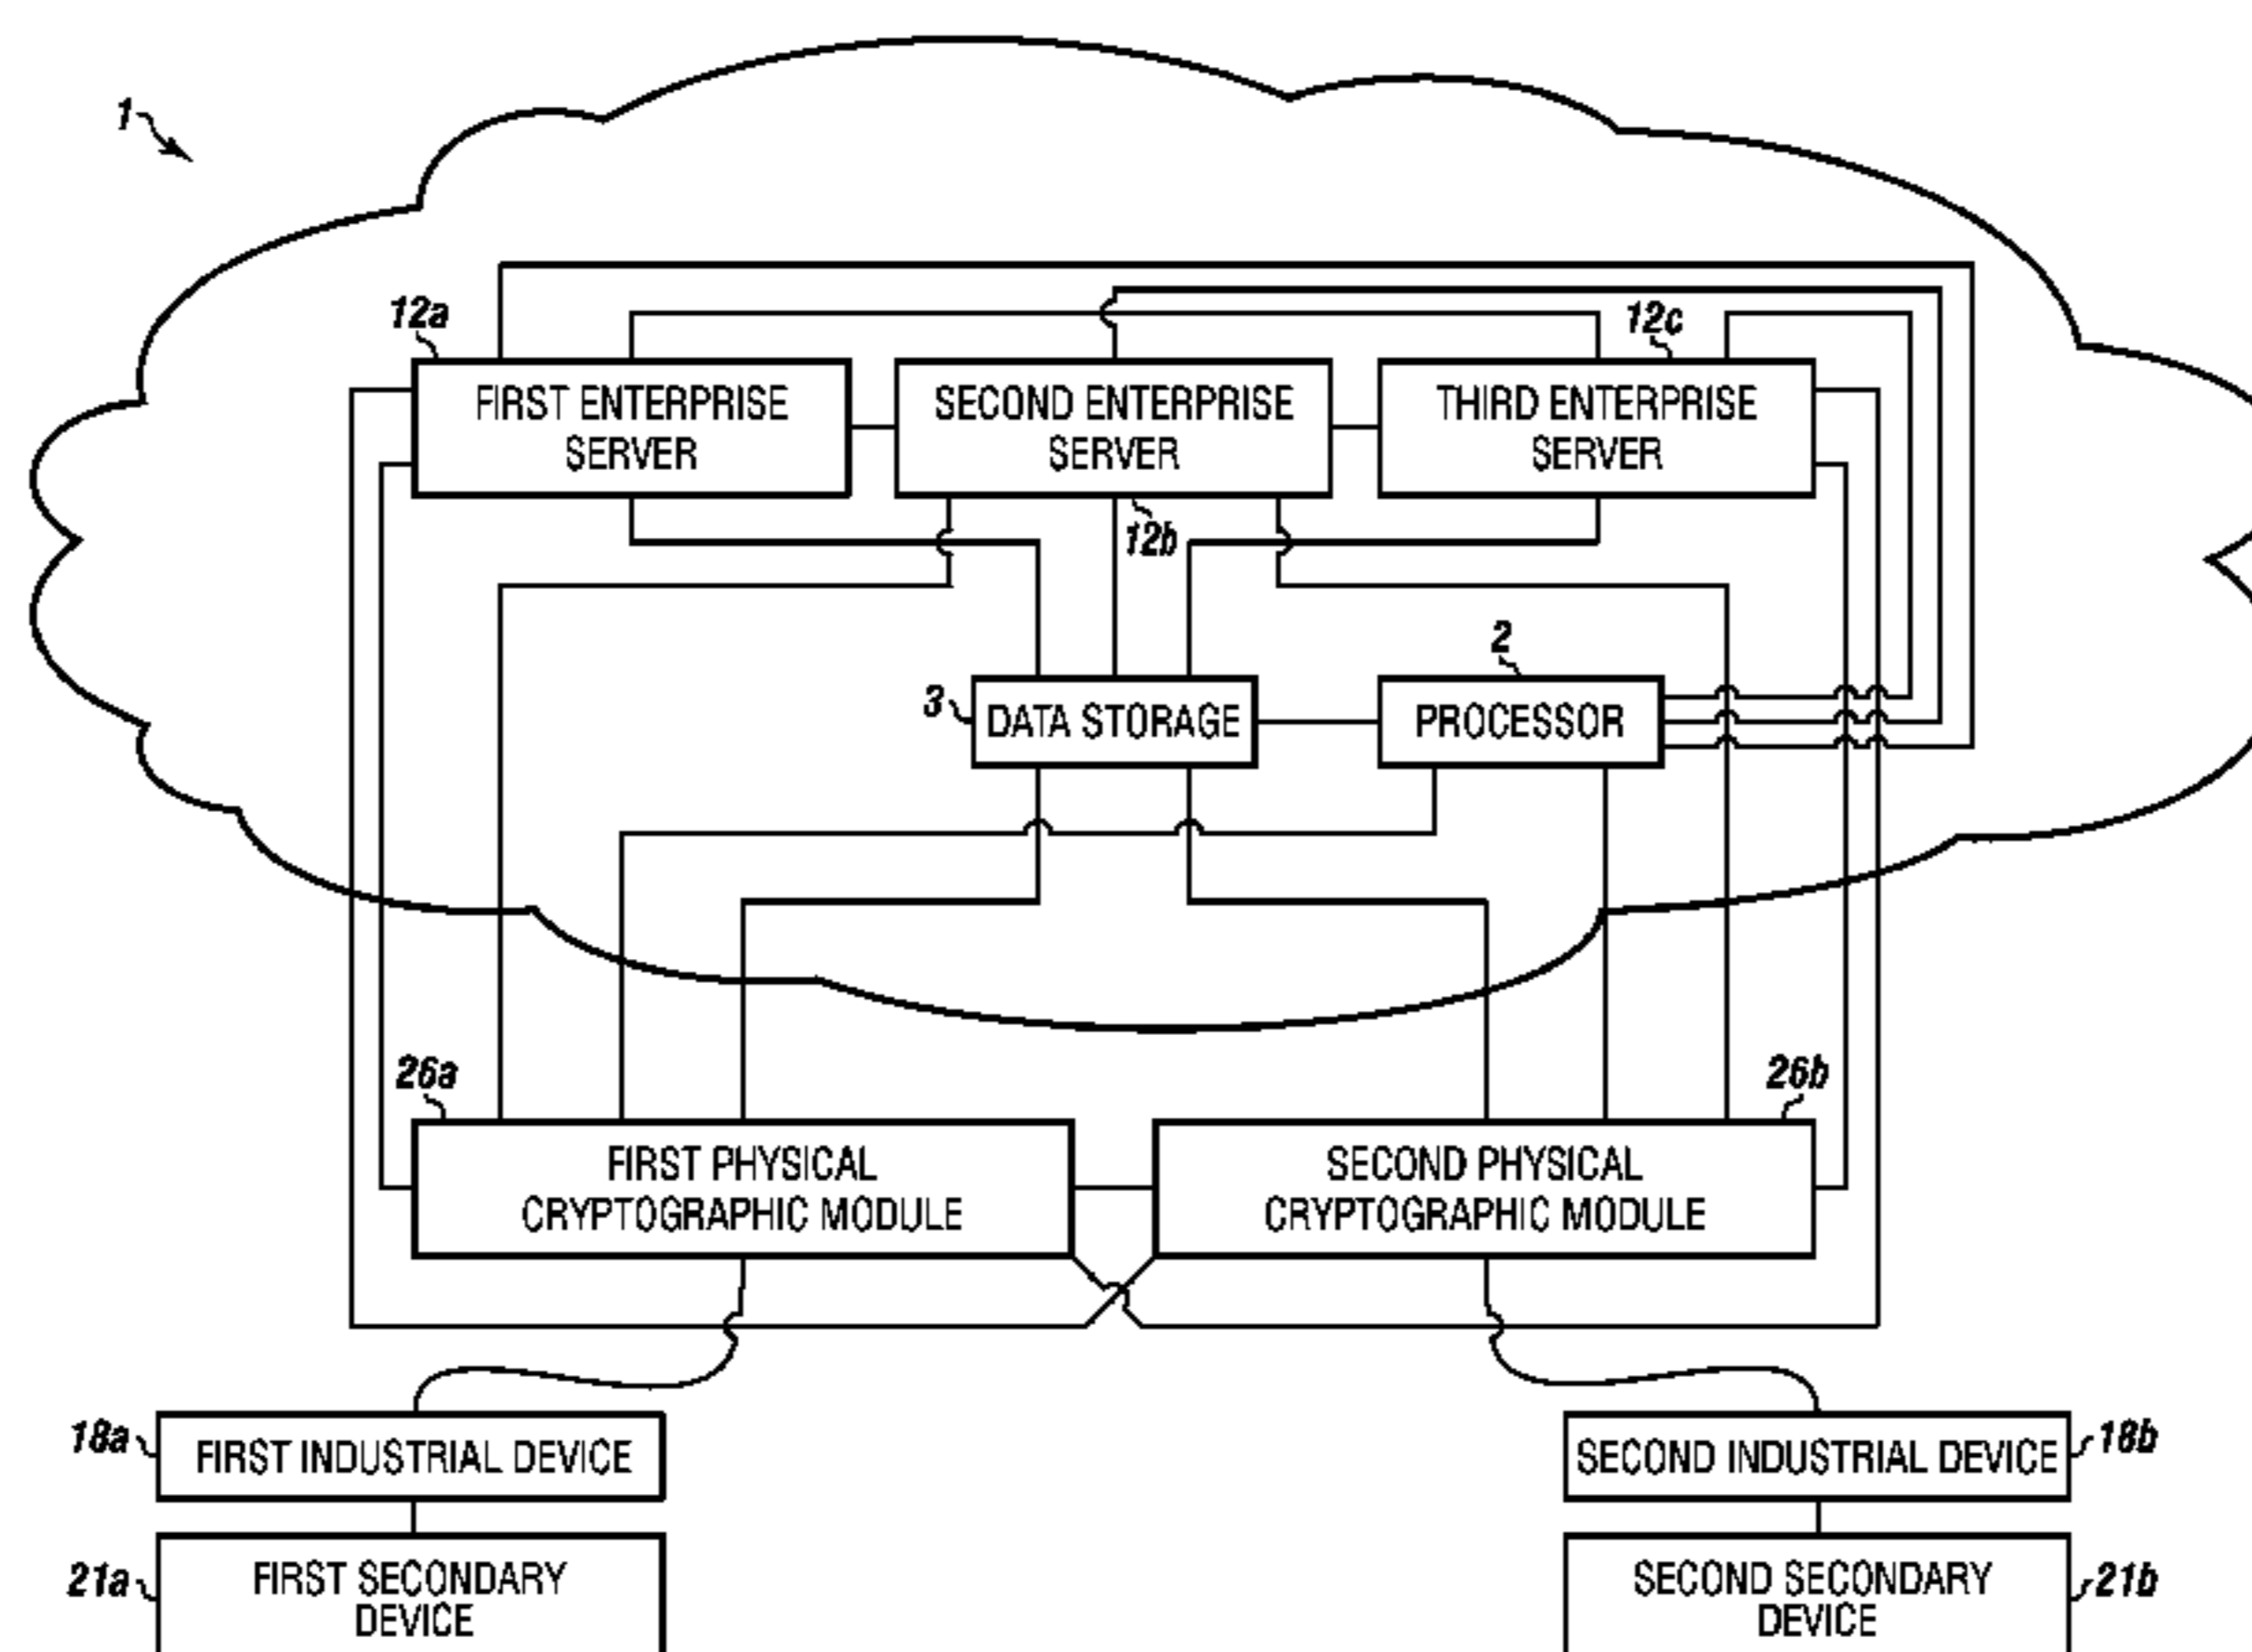 1
12a
12c
FIRST ENTERPRISE
SERVER
SECOND ENTERPRISE
SERVER
THIRD ENTERPRISE
SERVER
12b
2
3
DATA STORAGE
PROCESSOR
26a
26b
FIRST PHYSICAL
CRYPTOGRAPHIC MODULE
SECOND PHYSICAL
CRYPTOGRAPHIC MODULE
18a
FIRST INDUSTRIAL DEVICE
SECOND INDUSTRIAL DEVICE
18b
21a
FIRST SECONDARY
DEVICE
SECOND SECONDARY
DEVICE
21b